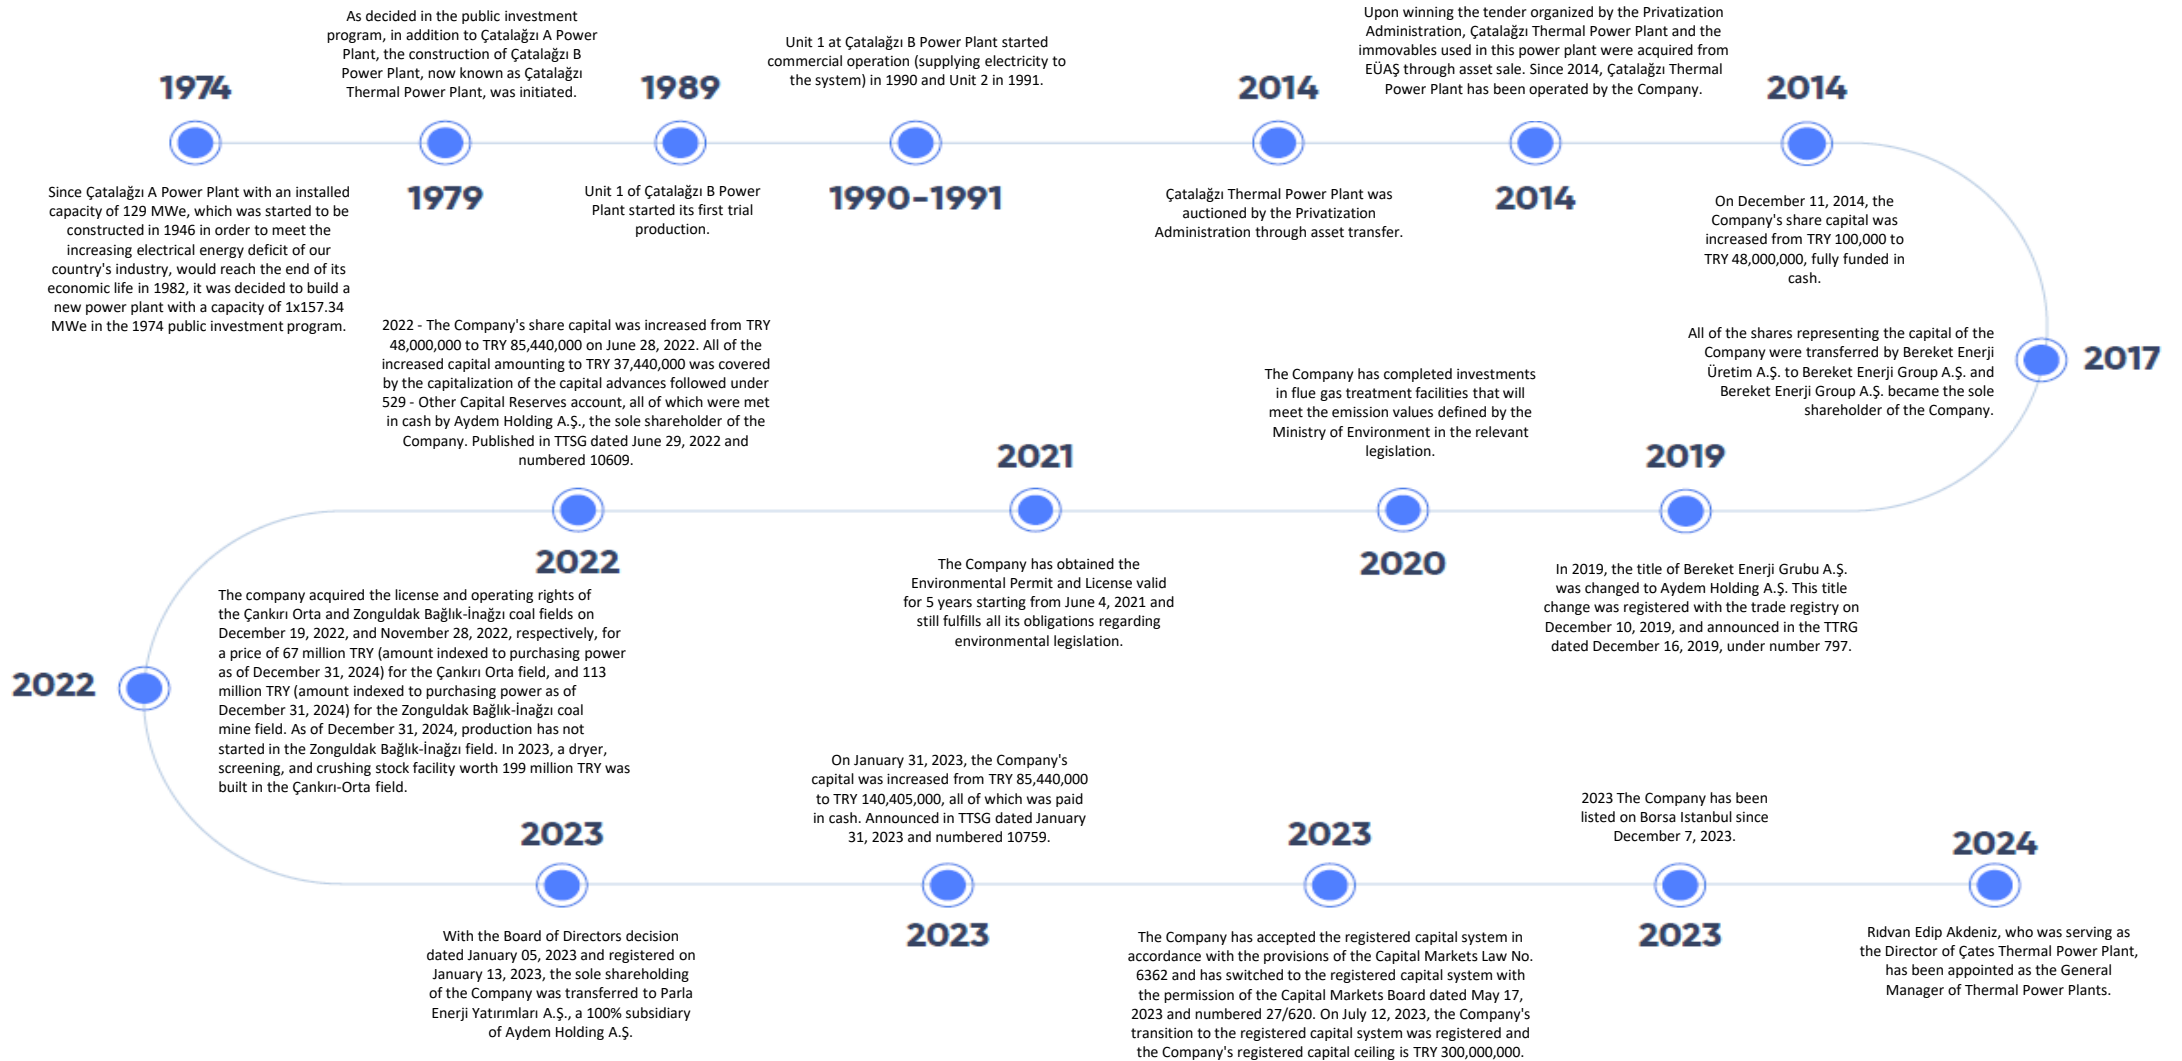 1974
Since Çatalağzı A Power Plant with an installed
capacity of 129 MWe, which was started to be
constructed in 1946 in order to meet the
increasing electrical energy deficit of our
country's industry, would reach the end of its
economic life in 1982, it was decided to build a
new power plant with a capacity of 1x157.34
MWe in the 1974 public investment program.
As decided in the public investment
program, in addition to Çatalağzı A Power
Plant, the construction of Çatalağzı B
Power Plant, now known as Çatalağzı
Thermal Power Plant, was initiated.
1979
1989
Unit 1 of Çatalağzı B Power
Plant started its first trial
production.
Unit 1 at Çatalağzı B Power Plant started
commercial operation (supplying electricity to
the system) in 1990 and Unit 2 in 1991.
1990-1991
2014
Çatalağzı Thermal Power Plant was
auctioned by the Privatization
Administration through asset transfer.
Upon winning the tender organized by the Privatization
Administration, Çatalağzı Thermal Power Plant and the
immovables used in this power plant were acquired from
EÜAŞ through asset sale. Since 2014, Çatalağzı Thermal
Power Plant has been operated by the Company.
2014
2014
On December 11, 2014, the
Company's share capital was
increased from TRY 100,000 to
TRY 48,000,000, fully funded in
cash.
All of the shares representing the capital of the
Company were transferred by Bereket Enerji
Üretim A.Ş. to Bereket Enerji Group A.Ş. and
Bereket Enerji Group A.Ş. became the sole
shareholder of the Company.
2017
2019
In 2019, the title of Bereket Enerji Grubu A.Ş.
was changed to Aydem Holding A.Ş. This title
change was registered with the trade registry on
December 10, 2019, and announced in the TTRG
dated December 16, 2019, under number 797.
The Company has completed investments
in flue gas treatment facilities that will
meet the emission values defined by the
Ministry of Environment in the relevant
legislation.
2020
2021
The Company has obtained the
Environmental Permit and License valid
for 5 years starting from June 4, 2021 and
still fulfills all its obligations regarding
environmental legislation.
2022 - The Company's share capital was increased from TRY
48,000,000 to TRY 85,440,000 on June 28, 2022. All of the
increased capital amounting to TRY 37,440,000 was covered
by the capitalization of the capital advances followed under
529 - Other Capital Reserves account, all of which were met
in cash by Aydem Holding A.Ş., the sole shareholder of the
Company. Published in TTSG dated June 29, 2022 and
numbered 10609.
2022
2022
The company acquired the license and operating rights of
the Çankırı Orta and Zonguldak Bağlık-İnağzı coal fields on
December 19, 2022, and November 28, 2022, respectively, for
a price of 67 million TRY (amount indexed to purchasing power
as of December 31, 2024) for the Çankırı Orta field, and 113
million TRY (amount indexed to purchasing power as of
December 31, 2024) for the Zonguldak Bağlık-İnağzı coal
mine field. As of December 31, 2024, production has not
started in the Zonguldak Bağlık-İnağzı field. In 2023, a dryer,
screening, and crushing stock facility worth 199 million TRY was
built in the Çankırı-Orta field.
2023
With the Board of Directors decision
dated January 05, 2023 and registered on
January 13, 2023, the sole shareholding
of the Company was transferred to Parla
Enerji Yatırımları A.Ş., a 100% subsidiary
of Aydem Holding A.Ş.
On January 31, 2023, the Company's
capital was increased from TRY 85,440,000
to TRY 140,405,000, all of which was paid
in cash. Announced in TTSG dated January
31, 2023 and numbered 10759.
2023
2023
The Company has accepted the registered capital system in
accordance with the provisions of the Capital Markets Law No.
6362 and has switched to the registered capital system with
the permission of the Capital Markets Board dated May 17,
2023 and numbered 27/620. On July 12, 2023, the Company's
transition to the registered capital system was registered and
the Company's registered capital ceiling is TRY 300,000,000.
2023 The Company has been
listed on Borsa Istanbul since
December 7, 2023.
2023
2024
Rıdvan Edip Akdeniz, who was serving as
the Director of Çates Thermal Power Plant,
has been appointed as the General
Manager of Thermal Power Plants.